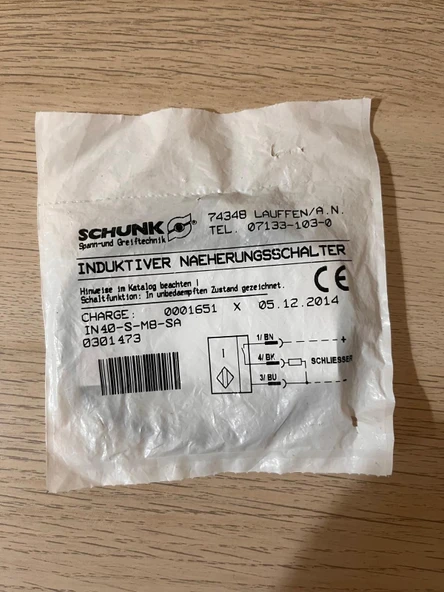 SCHUNK
Spann-und Greiftechnik
74348 LAUFFEN/A.N.
TEL. 07133-103-0
INDUKTIVER NAEHERUNGSSCHALTER
Hinweise im Katalog beachten !
Schaltfunktion: In unbedaempften Zustand gezeichnet.
CE
CHARGE: 0001651 X 05.12.2014
IN40-S-M8-SA
0301473
1/ BN +
I 4/ BK SCHLIESSER
3/ BU -